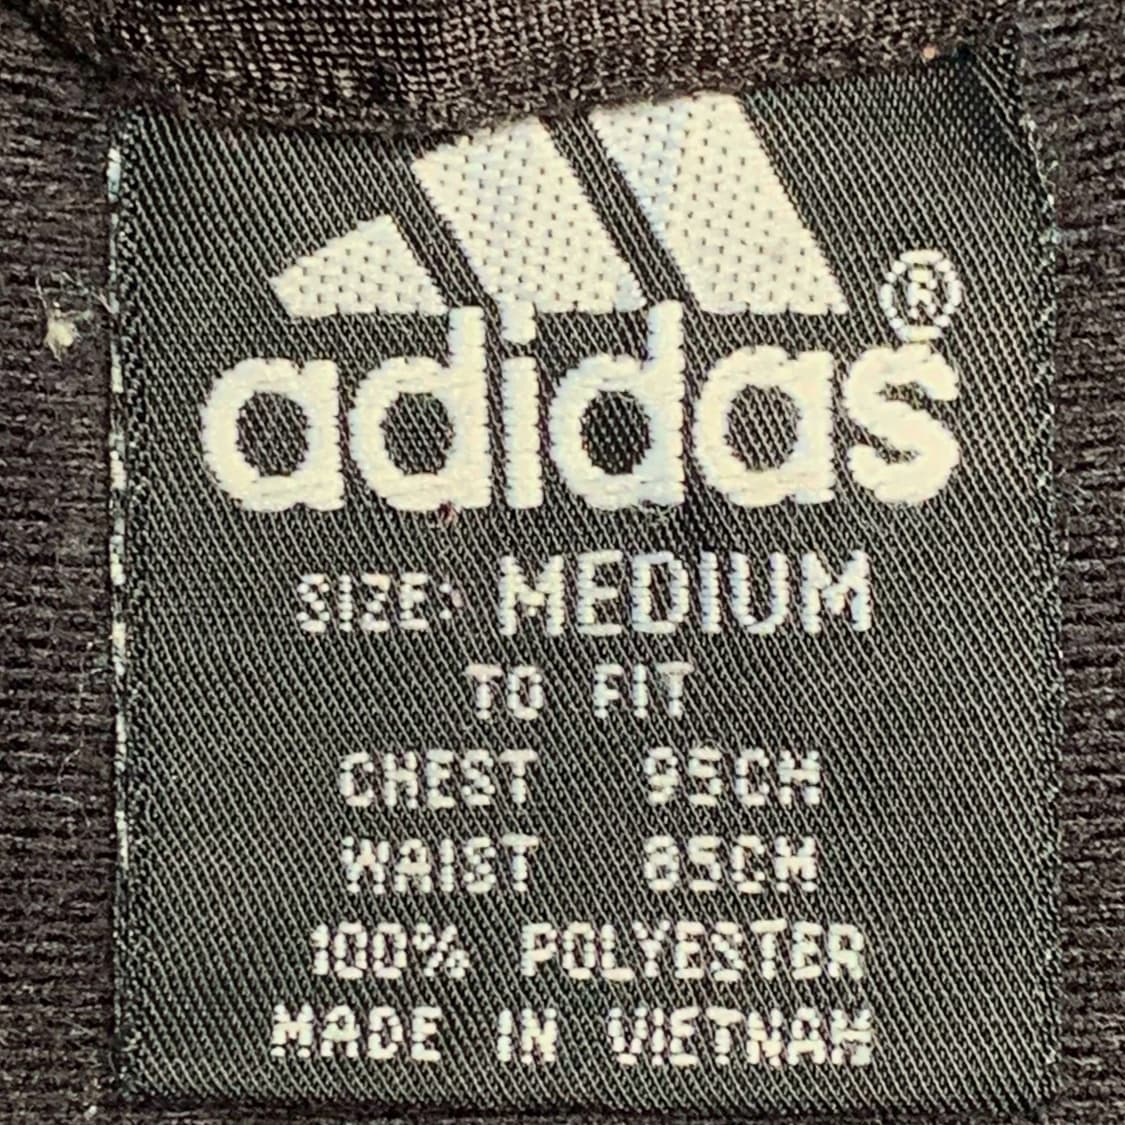 adidas®
SIZE: MEDIUM
TO FIT
CHEST 95CM
WAIST 85CM
100% POLYESTER
MADE IN VIETNAM